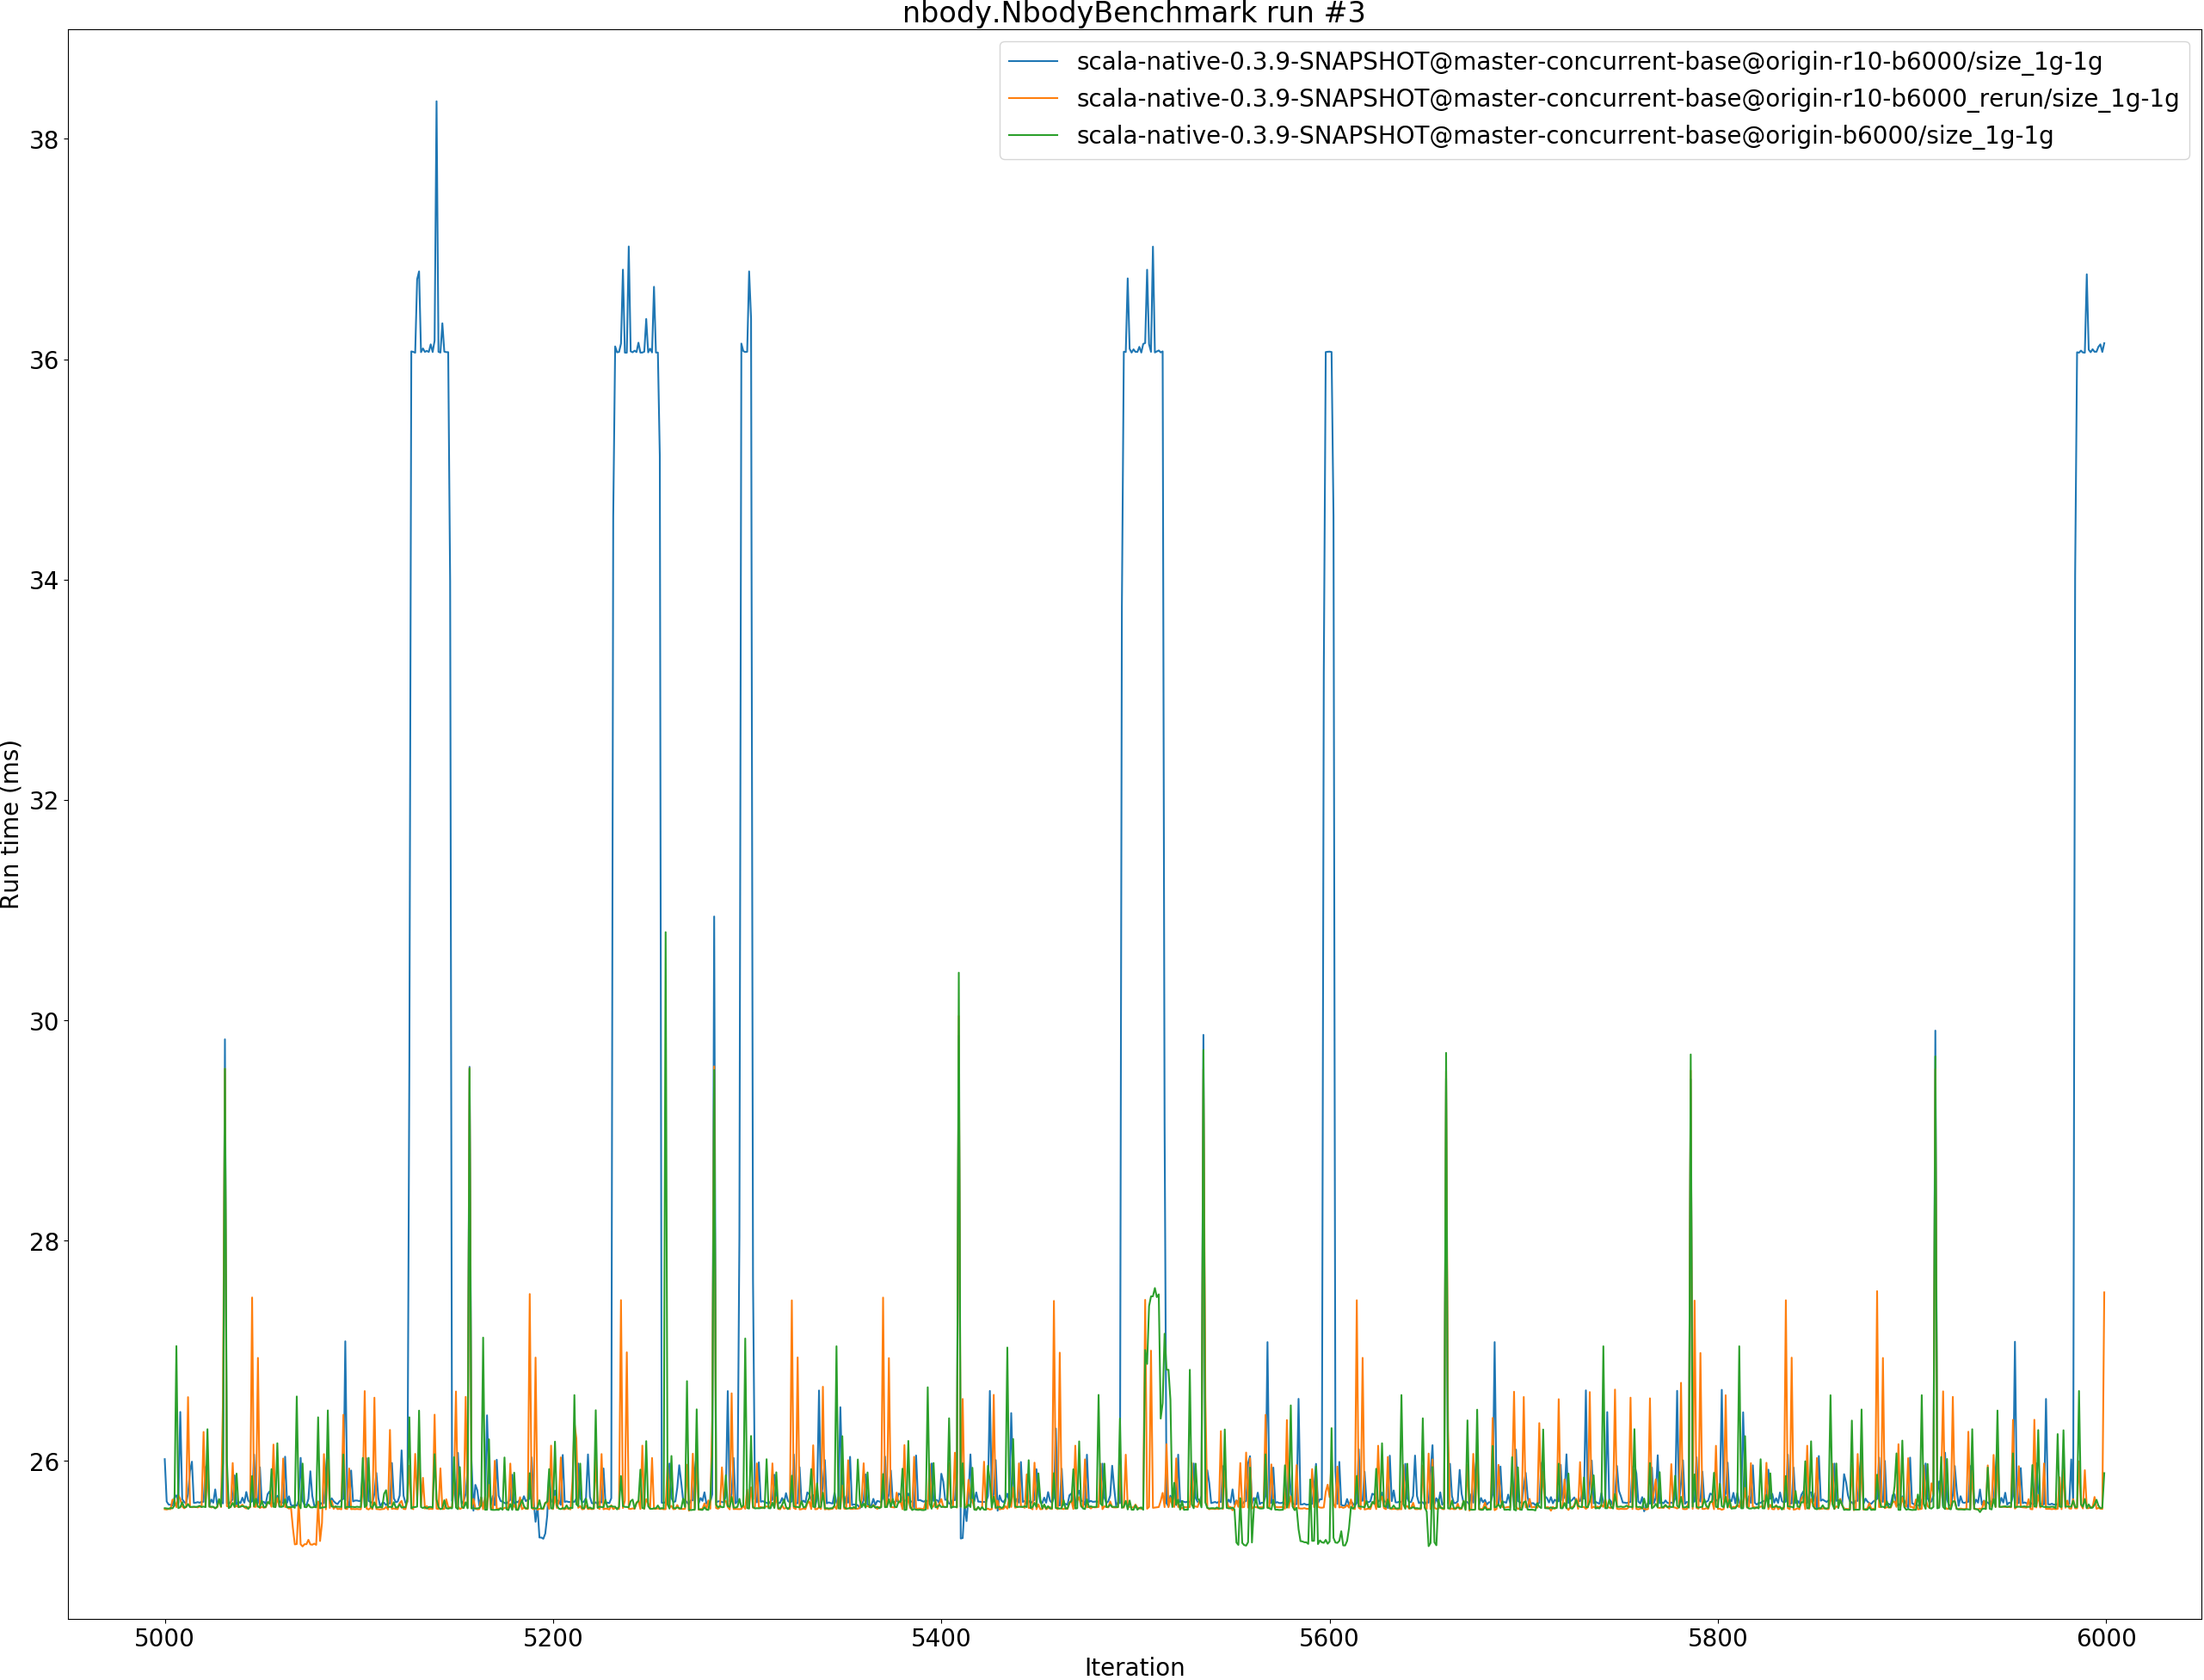 nbody.NbodyBenchmark run #3
scala-native-0.3.9-SNAPSHOT@master-concurrent-base@origin-r10-b6000/size_1g-1g
scala-native-0.3.9-SNAPSHOT@master-concurrent-base@origin-r10-b6000_rerun/size_1g-1g
scala-native-0.3.9-SNAPSHOT@master-concurrent-base@origin-b6000/size_1g-1g
38
36
34
32
30
28
26
Run time (ms)
5000 5200 5400 5600 5800 6000
Iteration